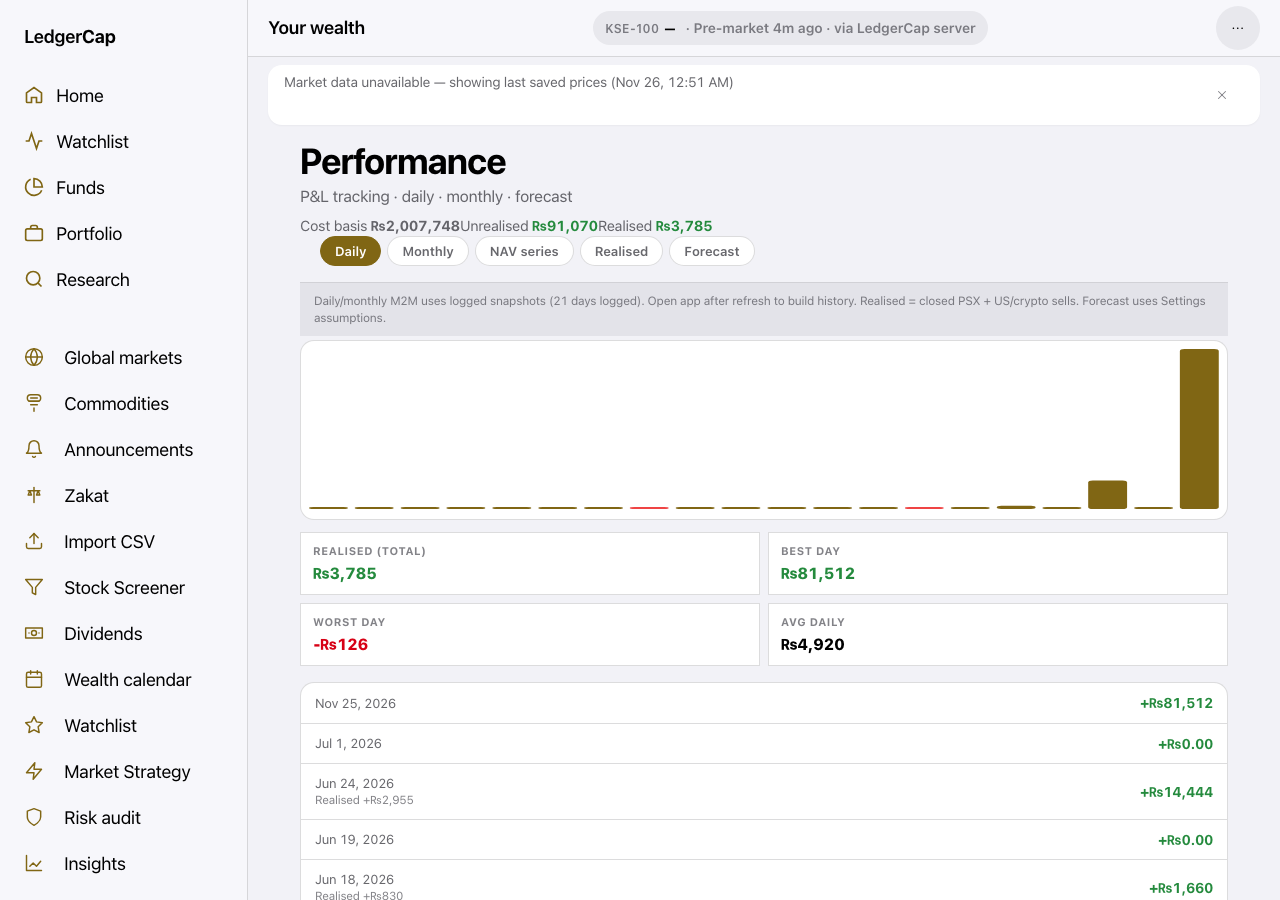 LedgerCap
Home
Watchlist
Funds
Portfolio
Research
Global markets
Commodities
Announcements
Zakat
Import CSV
Stock Screener
Dividends
Wealth calendar
Watchlist
Market Strategy
Risk audit
Insights
Your wealth
KSE-100 — · Pre-market 4m ago · via LedgerCap server
...
Market data unavailable — showing last saved prices (Nov 26, 12:51 AM)
×
Performance
P&L tracking · daily · monthly · forecast
Cost basis ₨2,007,748Unrealised ₨91,070Realised ₨3,785
Daily Monthly NAV series Realised Forecast
Daily/monthly M2M uses logged snapshots (21 days logged). Open app after refresh to build history. Realised = closed PSX + US/crypto sells. Forecast uses Settings
assumptions.
REALISED (TOTAL)
₨3,785
BEST DAY
₨81,512
WORST DAY
-₨126
AVG DAILY
₨4,920
Nov 25, 2026 +₨81,512
Jul 1, 2026 +₨0.00
Jun 24, 2026
Realised +₨2,955
+₨14,444
Jun 19, 2026 +₨0.00
Jun 18, 2026
Realised +₨830
+₨1,660